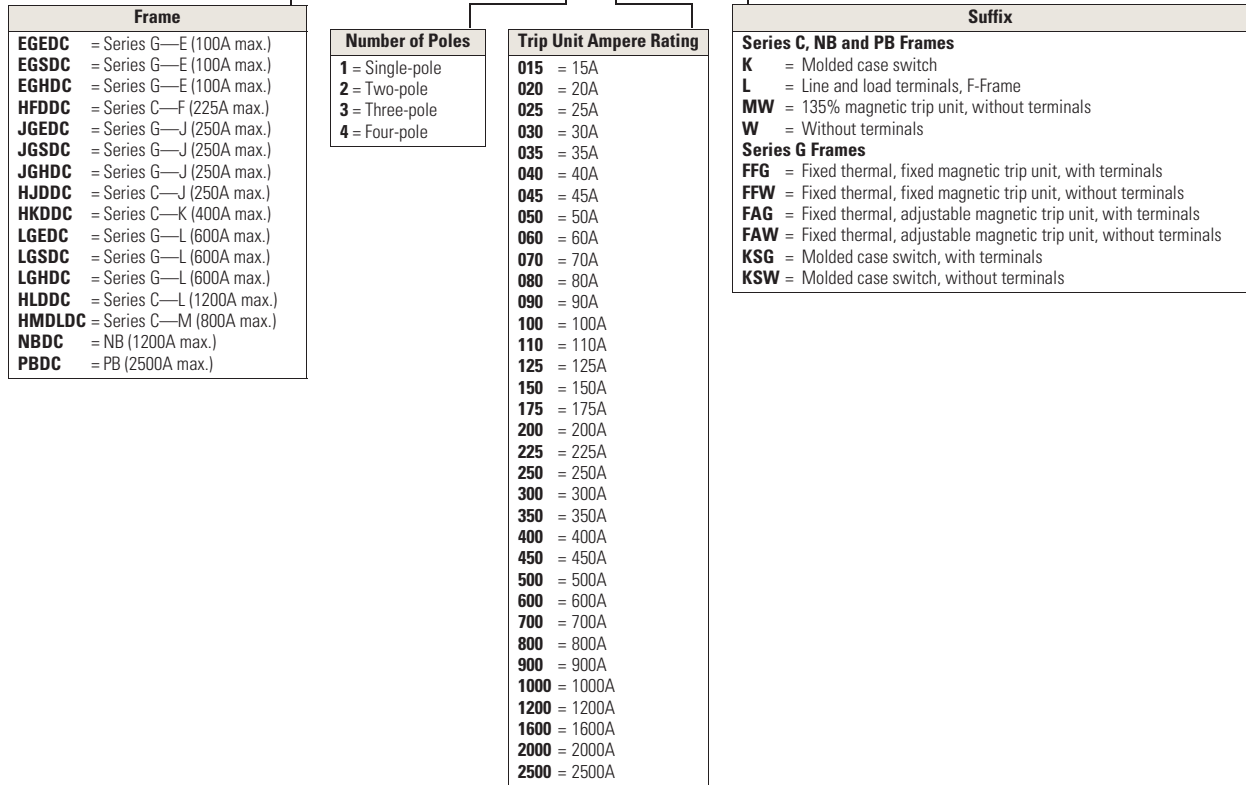 Frame
EGEDC = Series G—E (100A max.)
EGSDC = Series G—E (100A max.)
EGHDC = Series G—E (100A max.)
HFDDC = Series C—F (225A max.)
JGEDC = Series G—J (250A max.)
JGSDC = Series G—J (250A max.)
JGHDC = Series G—J (250A max.)
HJDDC = Series C—J (250A max.)
HKDDC = Series C—K (400A max.)
LGEDC = Series G—L (600A max.)
LGSDC = Series G—L (600A max.)
LGHDC = Series G—L (600A max.)
HLDDC = Series C—L (1200A max.)
HMDLDC = Series C—M (800A max.)
NBDC = NB (1200A max.)
PBDC = PB (2500A max.)
Number of Poles
1 = Single-pole
2 = Two-pole
3 = Three-pole
4 = Four-pole
Trip Unit Ampere Rating
015 = 15A
020 = 20A
025 = 25A
030 = 30A
035 = 35A
040 = 40A
045 = 45A
050 = 50A
060 = 60A
070 = 70A
080 = 80A
090 = 90A
100 = 100A
110 = 110A
125 = 125A
150 = 150A
175 = 175A
200 = 200A
225 = 225A
250 = 250A
300 = 300A
350 = 350A
400 = 400A
450 = 450A
500 = 500A
600 = 600A
700 = 700A
800 = 800A
900 = 900A
1000 = 1000A
1200 = 1200A
1600 = 1600A
2000 = 2000A
2500 = 2500A
Suffix
Series C, NB and PB Frames
K = Molded case switch
L = Line and load terminals, F-Frame
MW = 135% magnetic trip unit, without terminals
W = Without terminals
Series G Frames
FFG = Fixed thermal, fixed magnetic trip unit, with terminals
FFW = Fixed thermal, fixed magnetic trip unit, without terminals
FAG = Fixed thermal, adjustable magnetic trip unit, with terminals
FAW = Fixed thermal, adjustable magnetic trip unit, without terminals
KSG = Molded case switch, with terminals
KSW = Molded case switch, without terminals